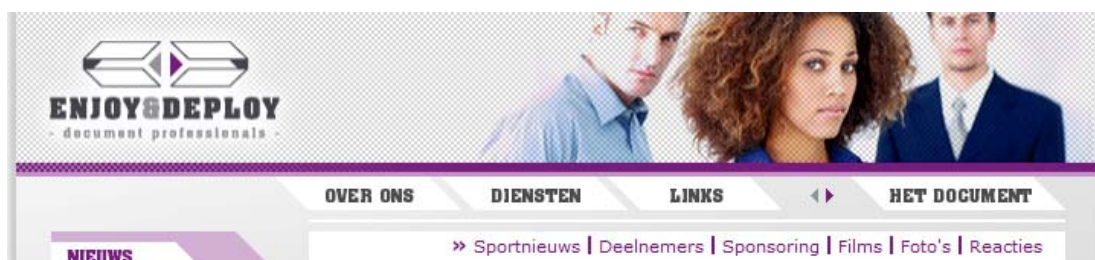 ENJOY&DEPLOY
- document professionals -
OVER ONS DIENSTEN LINKS HET DOCUMENT
» Sportnieuws | Deelnemers | Sponsoring | Films | Foto's | Reacties
NIEUWS